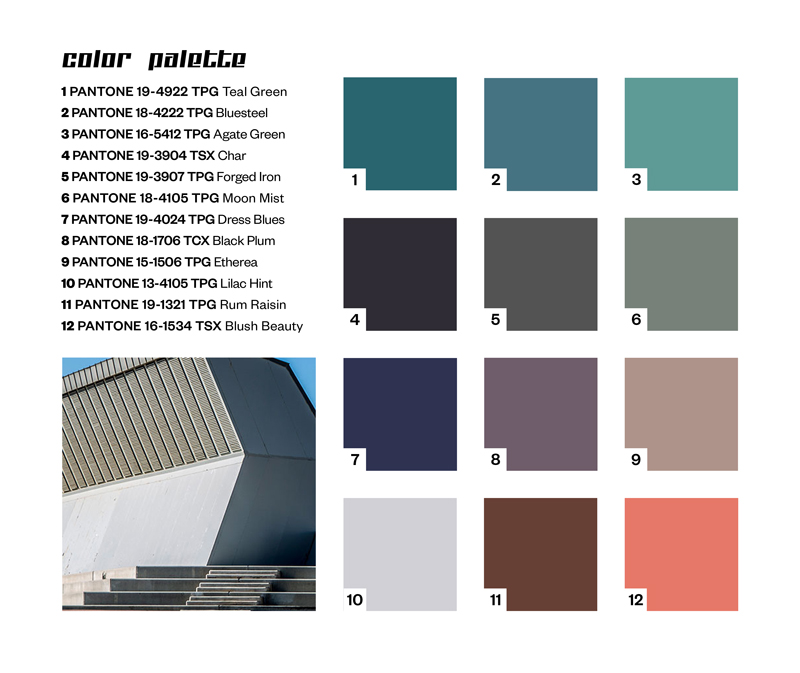 color palette
1 PANTONE 19-4922 TPG Teal Green
2 PANTONE 18-4222 TPG Bluesteel
3 PANTONE 16-5412 TPG Agate Green
4 PANTONE 19-3904 TSX Char
5 PANTONE 19-3907 TPG Forged Iron
6 PANTONE 18-4105 TPG Moon Mist
7 PANTONE 19-4024 TPG Dress Blues
8 PANTONE 18-1706 TCX Black Plum
9 PANTONE 15-1506 TPG Etherea
10 PANTONE 13-4105 TPG Lilac Hint
11 PANTONE 19-1321 TPG Rum Raisin
12 PANTONE 16-1534 TSX Blush Beauty
1
2
3
4
5
6
7
8
9
10
11
12